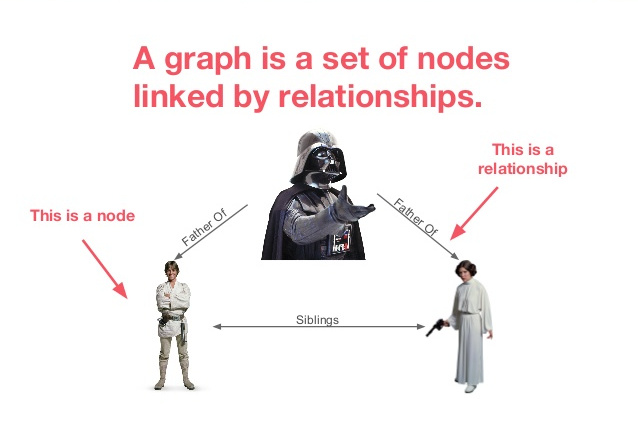 A graph is a set of nodes
linked by relationships.
This is a
relationship
This is a node
Father Of
Father Of
Siblings